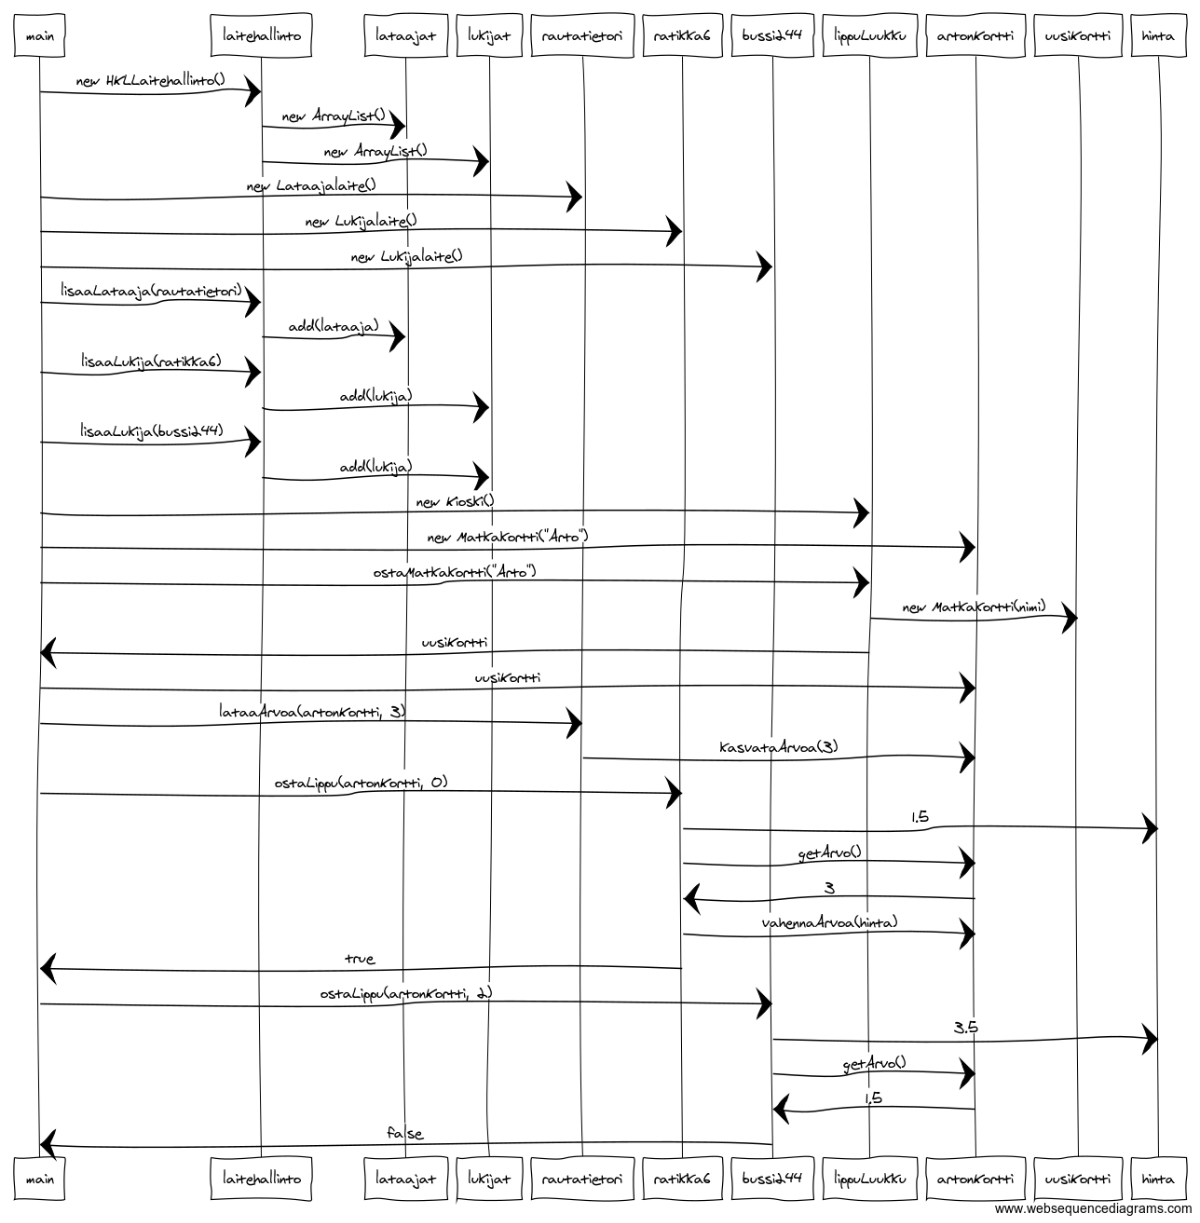 main laitehallinto lataajat lukijat rautatietori ratikka6 bussi244 lippuLuukku artonKortti uusiKortti hinta
new HKLLaitehallinto()
new ArrayList()
new ArrayList()
new Lataajalaite()
new Lukijalaite()
new Lukijalaite()
lisaaLataaja(rautatietori)
add(lataaja)
lisaaLukija(ratikka6)
add(lukija)
lisaaLukija(bussi244)
add(lukija)
new Kioski()
new Matkakortti("Arto")
ostaMatkakortti("Arto")
new Matkakortti(nimi)
uusiKortti
uusiKortti
lataaArvoa(artonKortti, 3)
kasvataArvoa(3)
ostaLippu(artonKortti, 0)
1.5
getArvo()
3
vahennaArvoa(hinta)
true
ostaLippu(artonKortti, 2)
3.5
getArvo()
1.5
false
main laitehallinto lataajat lukijat rautatietori ratikka6 bussi244 lippuLuukku artonKortti uusiKortti hinta
www.websequencediagrams.com